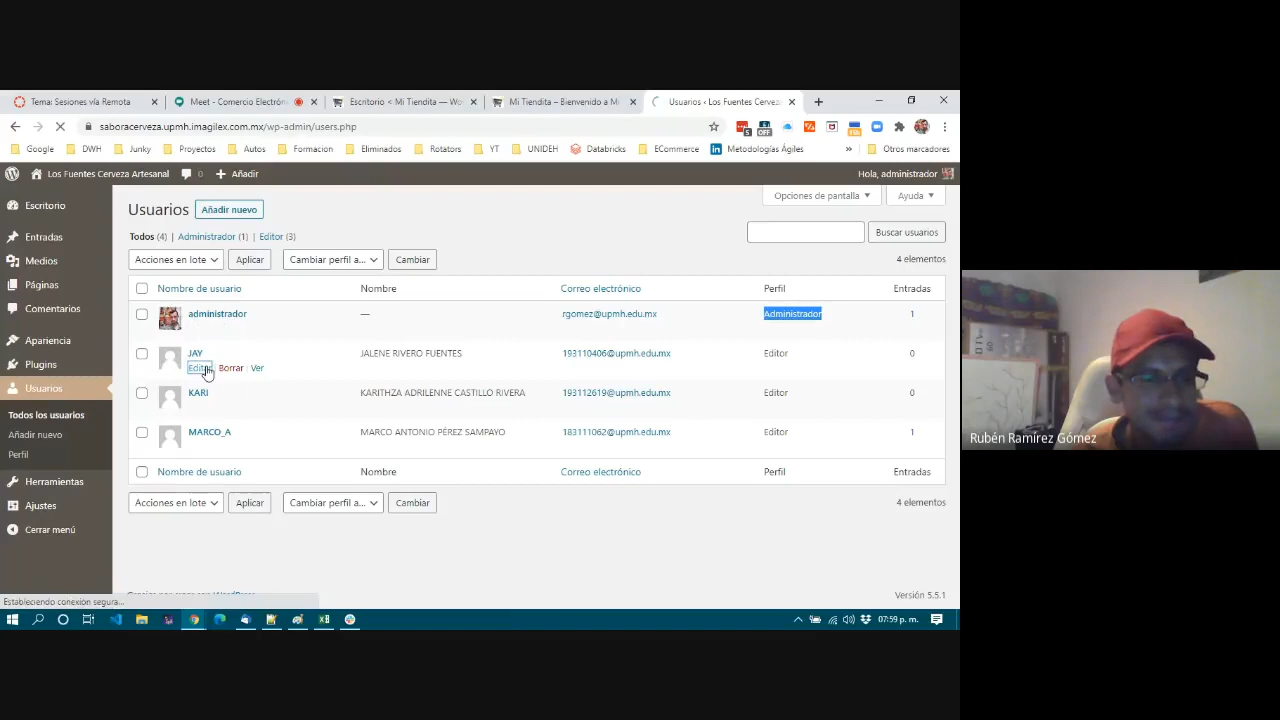 Tema: Sesiones vía Remota
Meet - Comercio Electróni
Escritorio < Mi Tiendita — Wo
Mi Tiendita – Bienvenido a Mi
Usuarios ‹ Los Fuentes Cerveza
saboracerveza.upmh.imagilex.com.mx/wp-admin/users.php
Google DWH Junky Proyectos Autos Formacion Eliminados Rotators YT UNIDEH Databricks ECommerce Metodologías Ágiles » Otros marcadores
Los Fuentes Cerveza Artesanal 0 Añadir Hola, administrador
Escritorio
Entradas
Medios
Páginas
Comentarios
Apariencia
Plugins
Usuarios
Todos los usuarios
Añadir nuevo
Perfil
Herramientas
Ajustes
Cerrar menú
Opciones de pantalla Ayuda
Usuarios Añadir nuevo
Todos (4) | Administrador (1) | Editor (3)
Buscar usuarios
Acciones en lote Aplicar Cambiar perfil a... Cambiar 4 elementos
Nombre de usuario Nombre Correo electrónico Perfil Entradas
administrador — rgomez@upmh.edu.mx Administrador 1
JAY JALENE RIVERO FUENTES 193110406@upmh.edu.mx Editor 0
Editar | Borrar | Ver
KARI KARITHZA ADRILENNE CASTILLO RIVERA 193112619@upmh.edu.mx Editor 0
MARCO_A MARCO ANTONIO PÉREZ SAMPAYO 183111062@upmh.edu.mx Editor 1
Nombre de usuario Nombre Correo electrónico Perfil Entradas
Acciones en lote Aplicar Cambiar perfil a... Cambiar 4 elementos
Versión 5.5.1
Estableciendo conexión segura...
07:59 p. m.
Rubén Ramírez Gómez